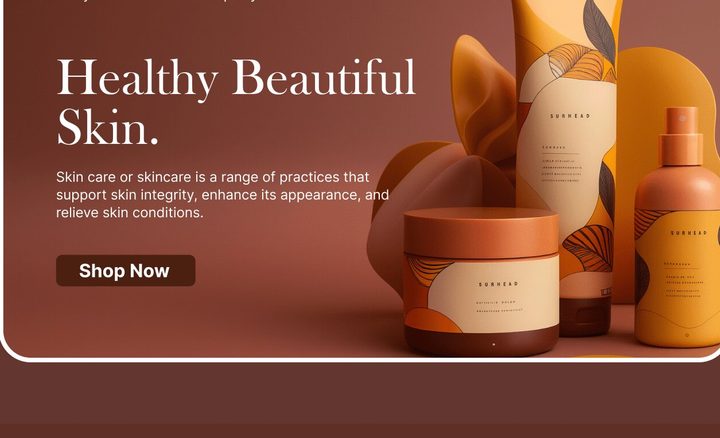 Healthy Beautiful
Skin.
Skin care or skincare is a range of practices that
support skin integrity, enhance its appearance, and
relieve skin conditions.
Shop Now
SURHEAD
SURHEAD
SURHEAD